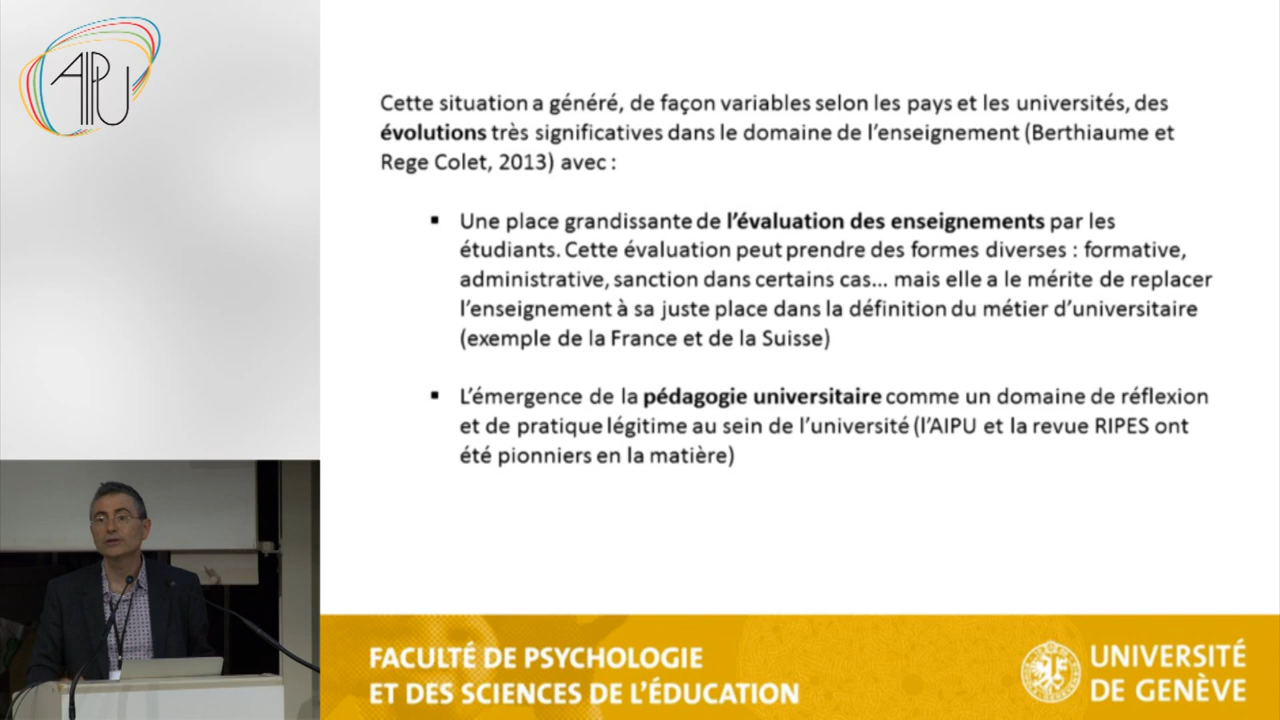 AIPU
Cette situation a généré, de façon variables selon les pays et les universités, des
évolutions très significatives dans le domaine de l'enseignement (Berthiaume et
Rege Colet, 2013) avec :
▪ Une place grandissante de l'évaluation des enseignements par les
étudiants. Cette évaluation peut prendre des formes diverses : formative,
administrative, sanction dans certains cas... mais elle a le mérite de replacer
l'enseignement à sa juste place dans la définition du métier d'universitaire
(exemple de la France et de la Suisse)
▪ L'émergence de la pédagogie universitaire comme un domaine de réflexion
et de pratique légitime au sein de l'université (l'AIPU et la revue RIPES ont
été pionniers en la matière)
FACULTÉ DE PSYCHOLOGIE
ET DES SCIENCES DE L'ÉDUCATION
UNIVERSITÉ
DE GENÈVE